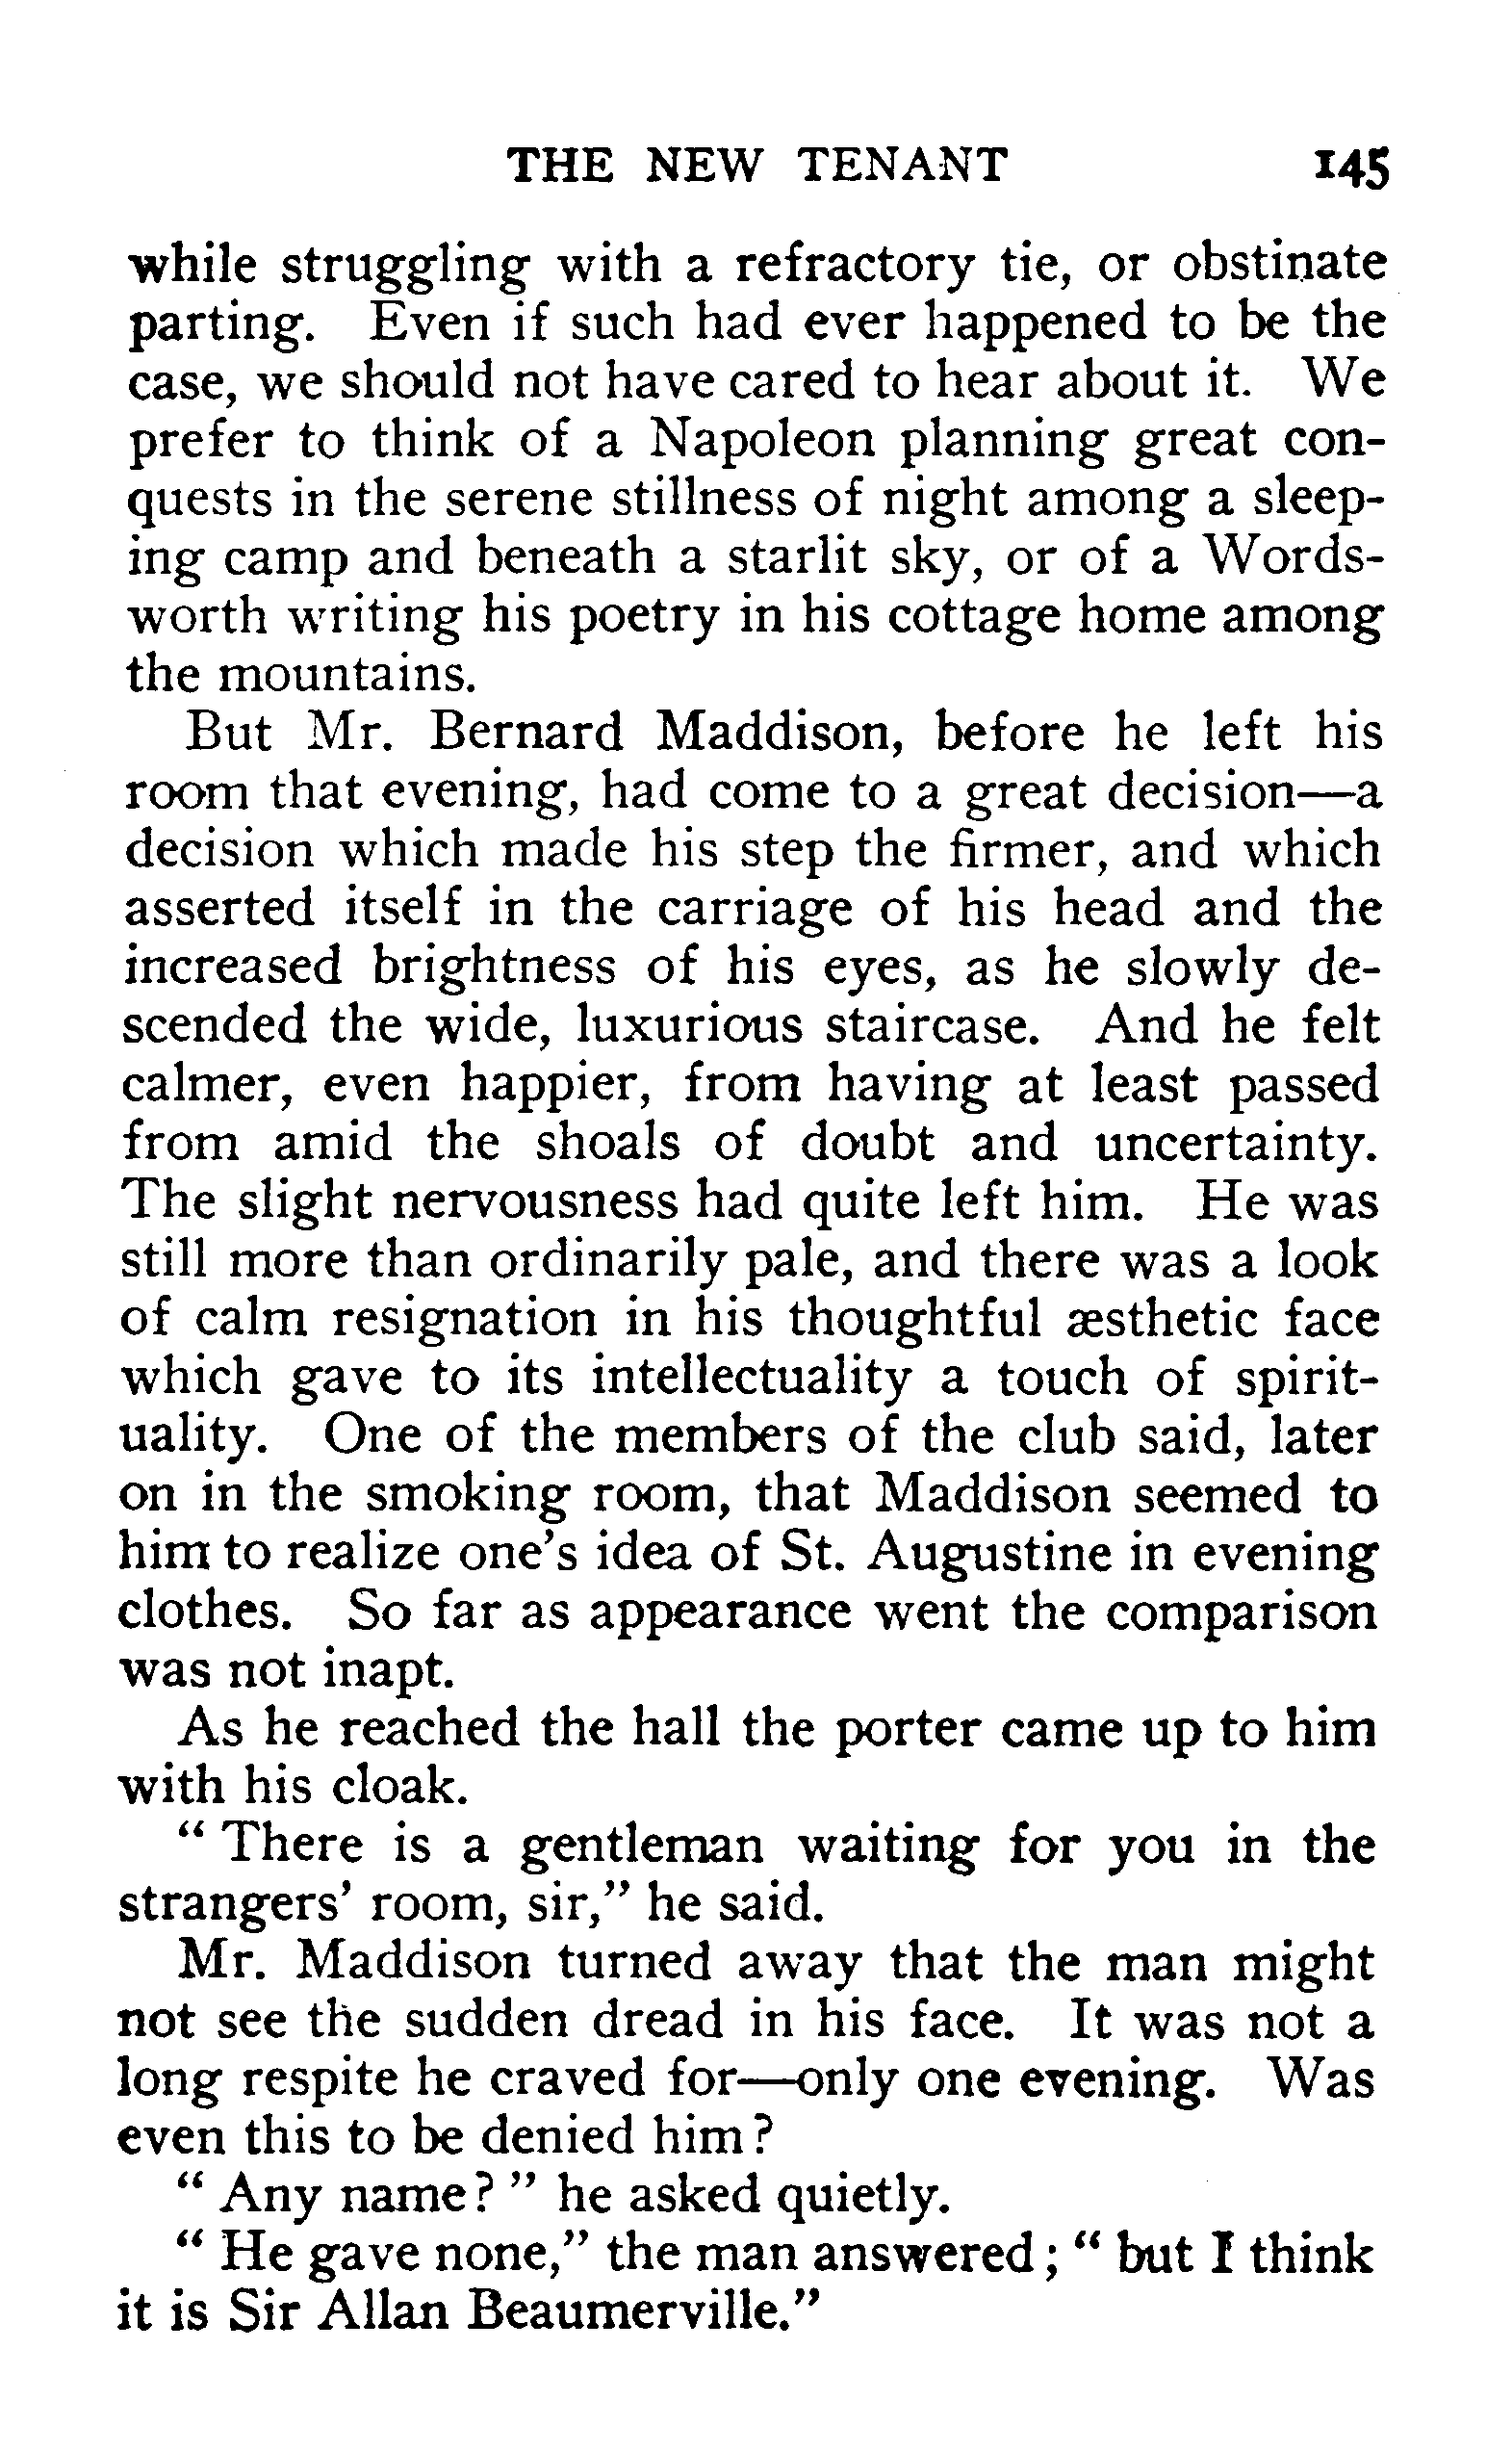 THE NEW TENANT 145
while struggling with a refractory tie, or obstinate
parting. Even if such had ever happened to be the
case, we should not have cared to hear about it. We
prefer to think of a Napoleon planning great con-
quests in the serene stillness of night among a sleep-
ing camp and beneath a starlit sky, or of a Words-
worth writing his poetry in his cottage home among
the mountains.
But Mr. Bernard Maddison, before he left his
room that evening, had come to a great decision—a
decision which made his step the firmer, and which
asserted itself in the carriage of his head and the
increased brightness of his eyes, as he slowly de-
scended the wide, luxurious staircase. And he felt
calmer, even happier, from having at least passed
from amid the shoals of doubt and uncertainty.
The slight nervousness had quite left him. He was
still more than ordinarily pale, and there was a look
of calm resignation in his thoughtful æsthetic face
which gave to its intellectuality a touch of spirit-
uality. One of the members of the club said, later
on in the smoking room, that Maddison seemed to
him to realize one's idea of St. Augustine in evening
clothes. So far as appearance went the comparison
was not inapt.
As he reached the hall the porter came up to him
with his cloak.
“ There is a gentleman waiting for you in the
strangers' room, sir,” he said.
Mr. Maddison turned away that the man might
not see the sudden dread in his face. It was not a
long respite he craved for—only one evening. Was
even this to be denied him?
“ Any name? ” he asked quietly.
“ He gave none,” the man answered; “ but I think
it is Sir Allan Beaumerville.”